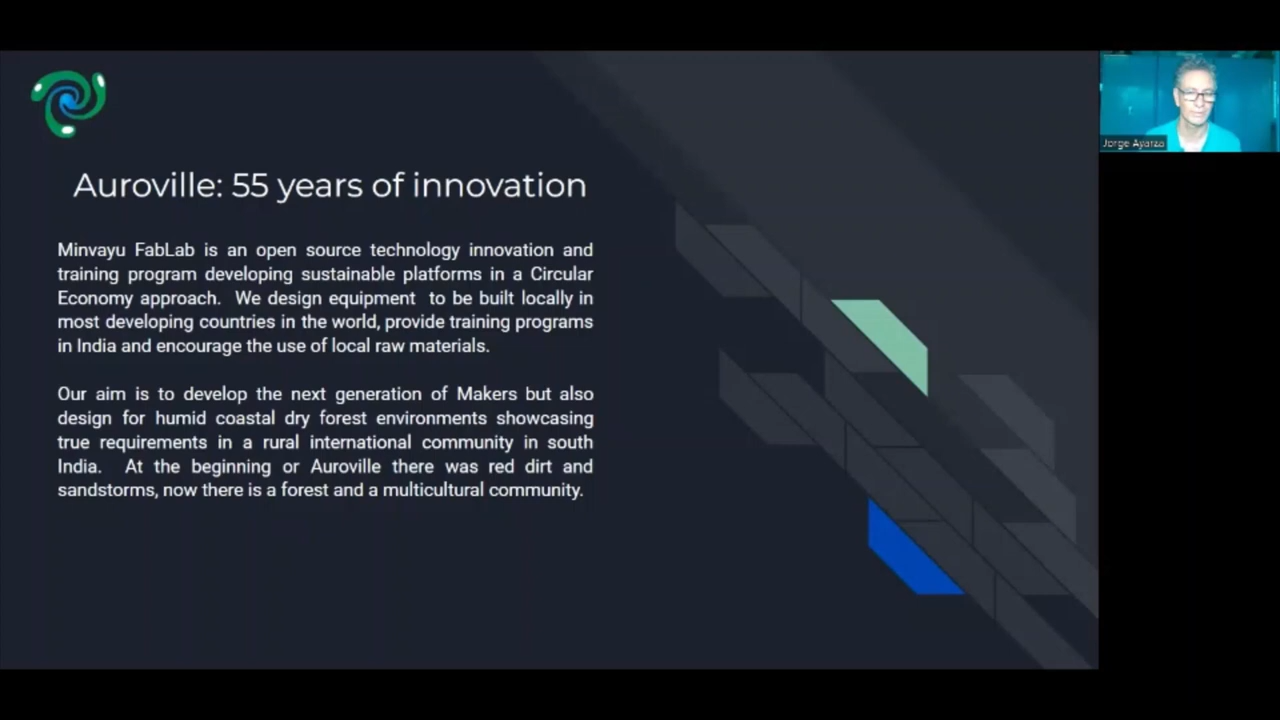 Auroville: 55 years of innovation
Minvayu FabLab is an open source technology innovation and
training program developing sustainable platforms in a Circular
Economy approach. We design equipment to be built locally in
most developing countries in the world, provide training programs
in India and encourage the use of local raw materials.
Our aim is to develop the next generation of Makers but also
design for humid coastal dry forest environments showcasing
true requirements in a rural international community in south
India. At the beginning or Auroville there was red dirt and
sandstorms, now there is a forest and a multicultural community.
Jorge Ayarza